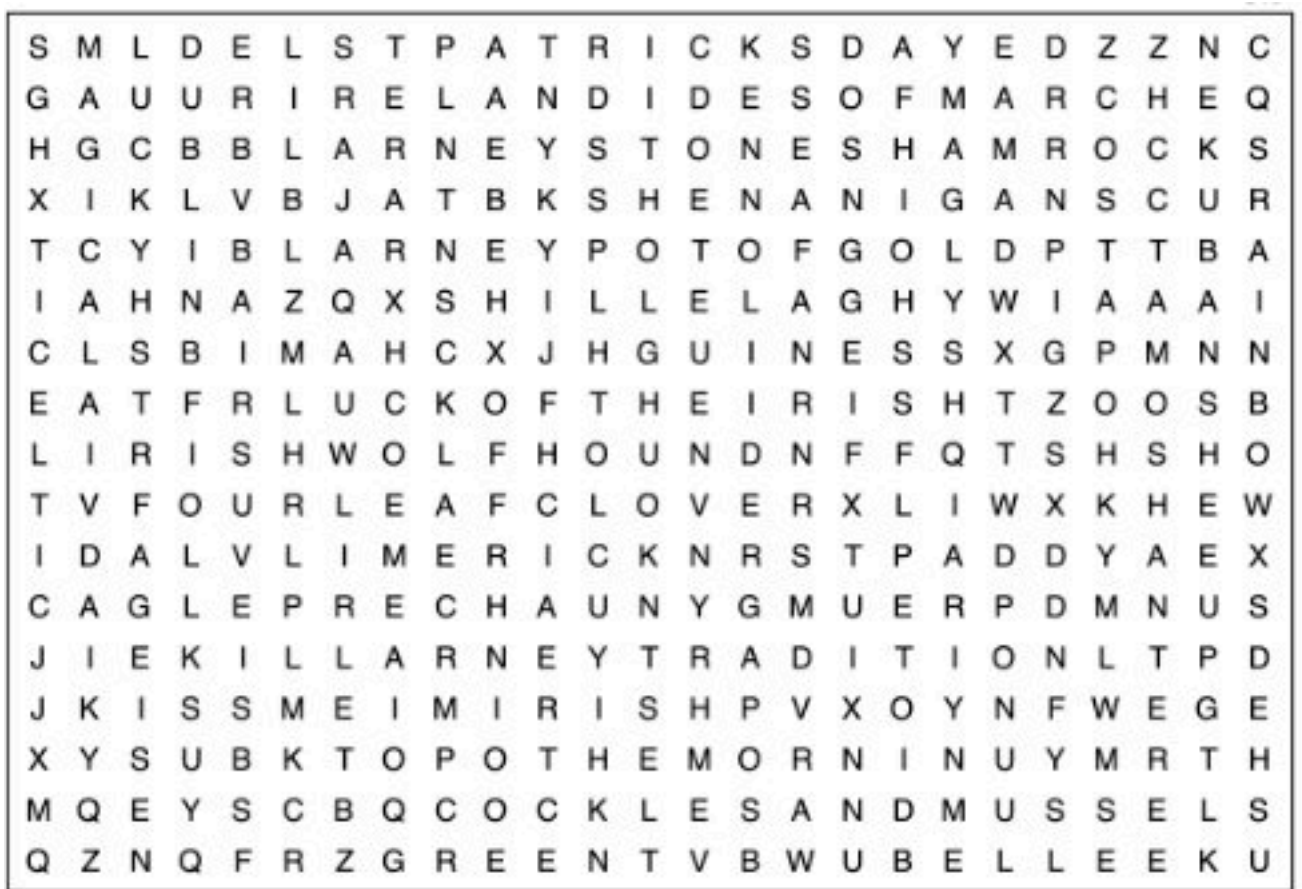 S M L D E L S T P A T R I C K S D A Y E D Z Z N C
G A U U R I R E L A N D I D E S O F M A R C H E Q
H G C B B L A R N E Y S T O N E S H A M R O C K S
X I K L V B J A T B K S H E N A N I G A N S C U R
T C Y I B L A R N E Y P O T O F G O L D P T T B A
I A H N A Z Q X S H I L L E L A G H Y W I A A A I
C L S B I M A H C X J H G U I N E S S X G P M N N
E A T F R L U C K O F T H E I R I S H T Z O O S B
L I R I S H W O L F H O U N D N F F Q T S H S H O
T V F O U R L E A F C L O V E R X L I W X K H E W
I D A L V L I M E R I C K N R S T P A D D Y A E X
C A G L E P R E C H A U N Y G M U E R P D M N U S
J I E K I L L A R N E Y T R A D I T I O N L T P D
J K I S S M E I M I R I S H P V X O Y N F W E G E
X Y S U B K T O P O T H E M O R N I N U Y M R T H
M Q E Y S C B Q C O C K L E S A N D M U S S E L S
Q Z N Q F R Z G R E E N T V B W U B E L L E E K U